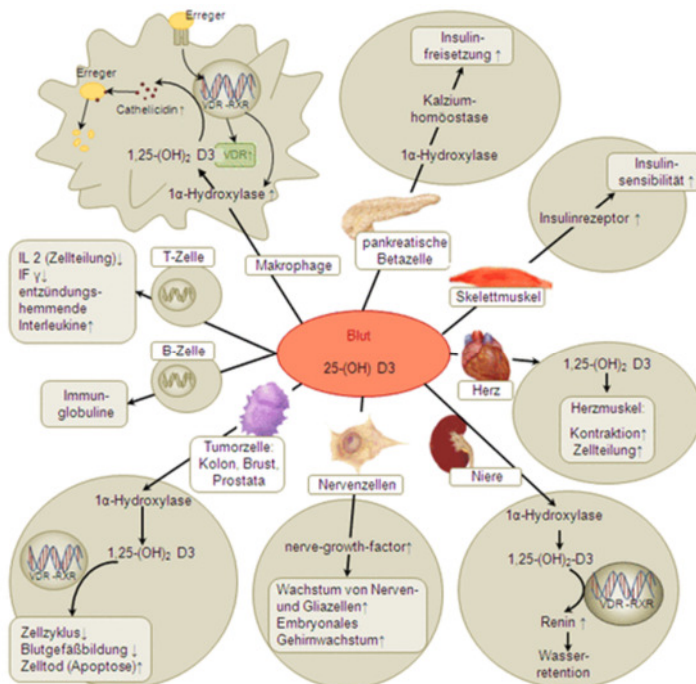 Erreger
Erreger
Cathelicidin↑
VDR-RXR
1,25-(OH)₂ D3
VDR↑
1α-Hydroxylase↑
Makrophage
Insulin-
freisetzung ↑
Kalzium-
homöostase
1α-Hydroxylase
pankreatische
Betazelle
Insulin-
sensibilität ↑
Insulinrezeptor ↑
Skelettmuskel
IL 2 (Zellteilung)↓
IF γ↓
entzündungs-
hemmende
Interleukine↑
T-Zelle
B-Zelle
Immun-
globuline
Blut
25-(OH) D3
Herz
1,25-(OH)₂ D3
Herzmuskel:
Kontraktion↑
Zellteilung↑
Tumorzelle:
Kolon, Brust,
Prostata
1α-Hydroxylase
1,25-(OH)₂ D3
VDR-RXR
Zellzyklus↓
Blutgefäßbildung ↓
Zelltod (Apoptose)↑
Nervenzellen
nerve-growth-factor↑
Wachstum von Nerven-
und Gliazellen↑
Embryonales
Gehirnwachstum↑
Niere
1α-Hydroxylase
1,25-(OH)₂-D3
VDR-RXR
Renin ↑
Wasser-
retention